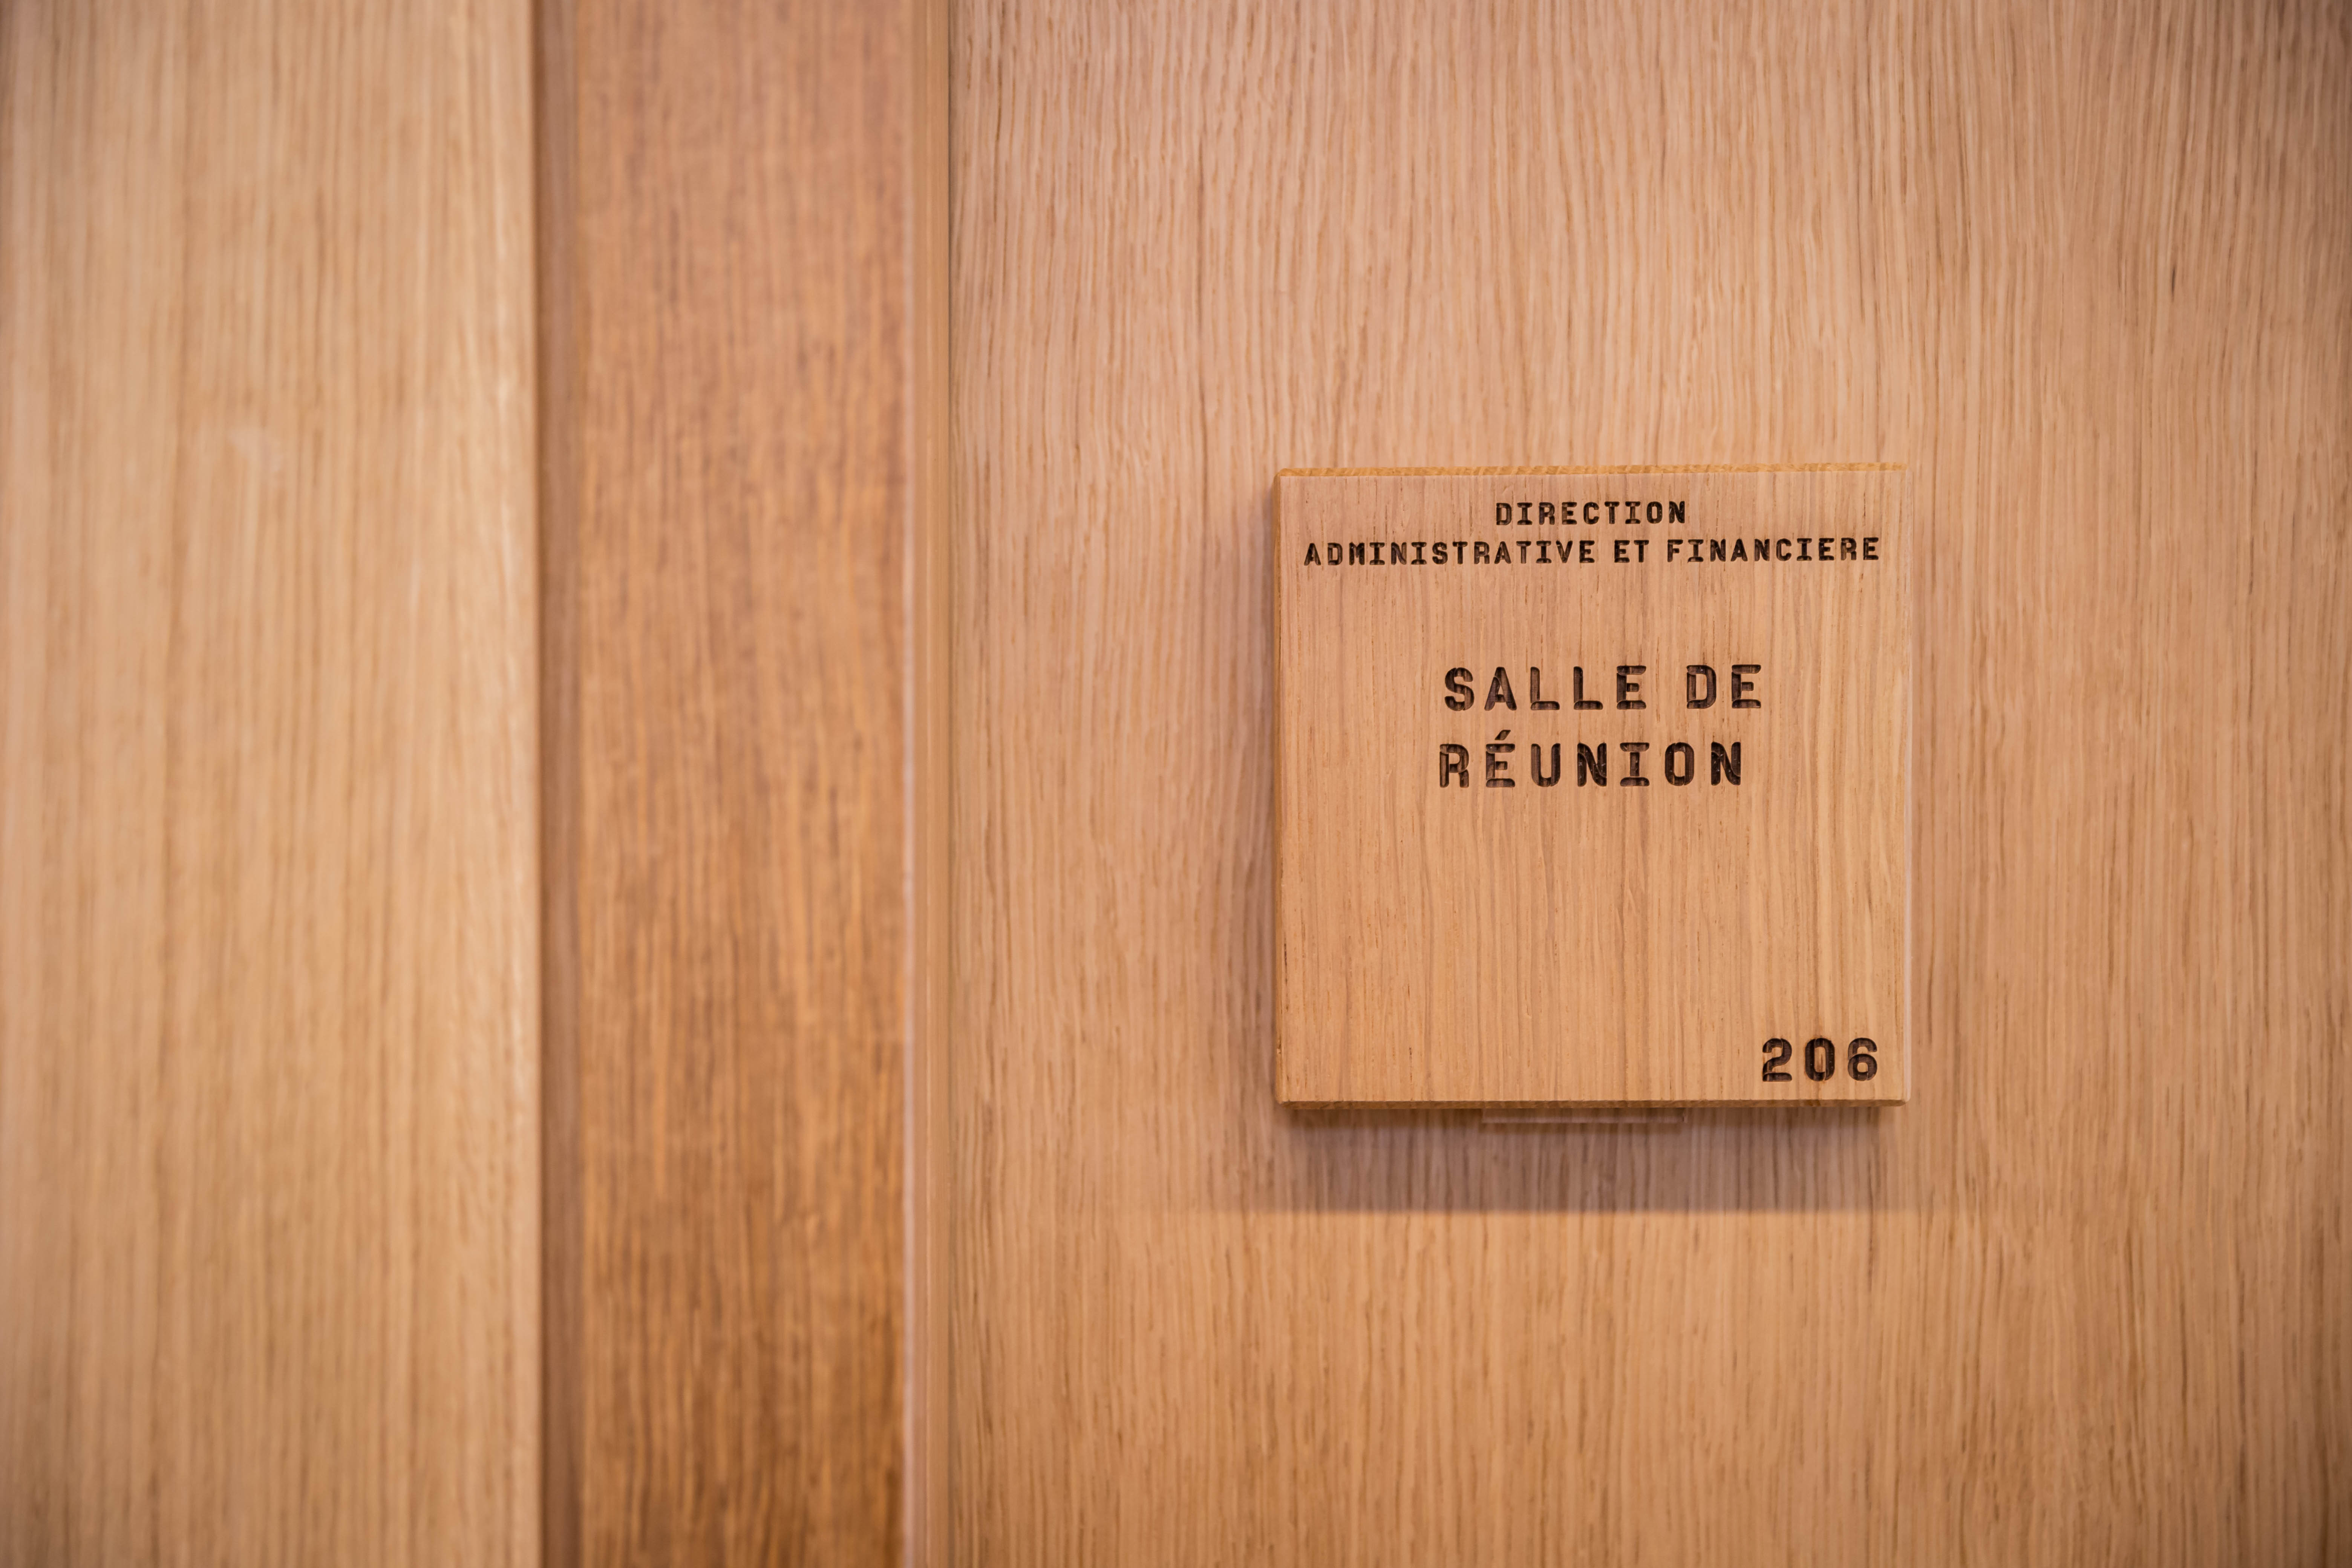 DIRECTION
ADMINISTRATIVE ET FINANCIERE
SALLE DE
RÉUNION
206